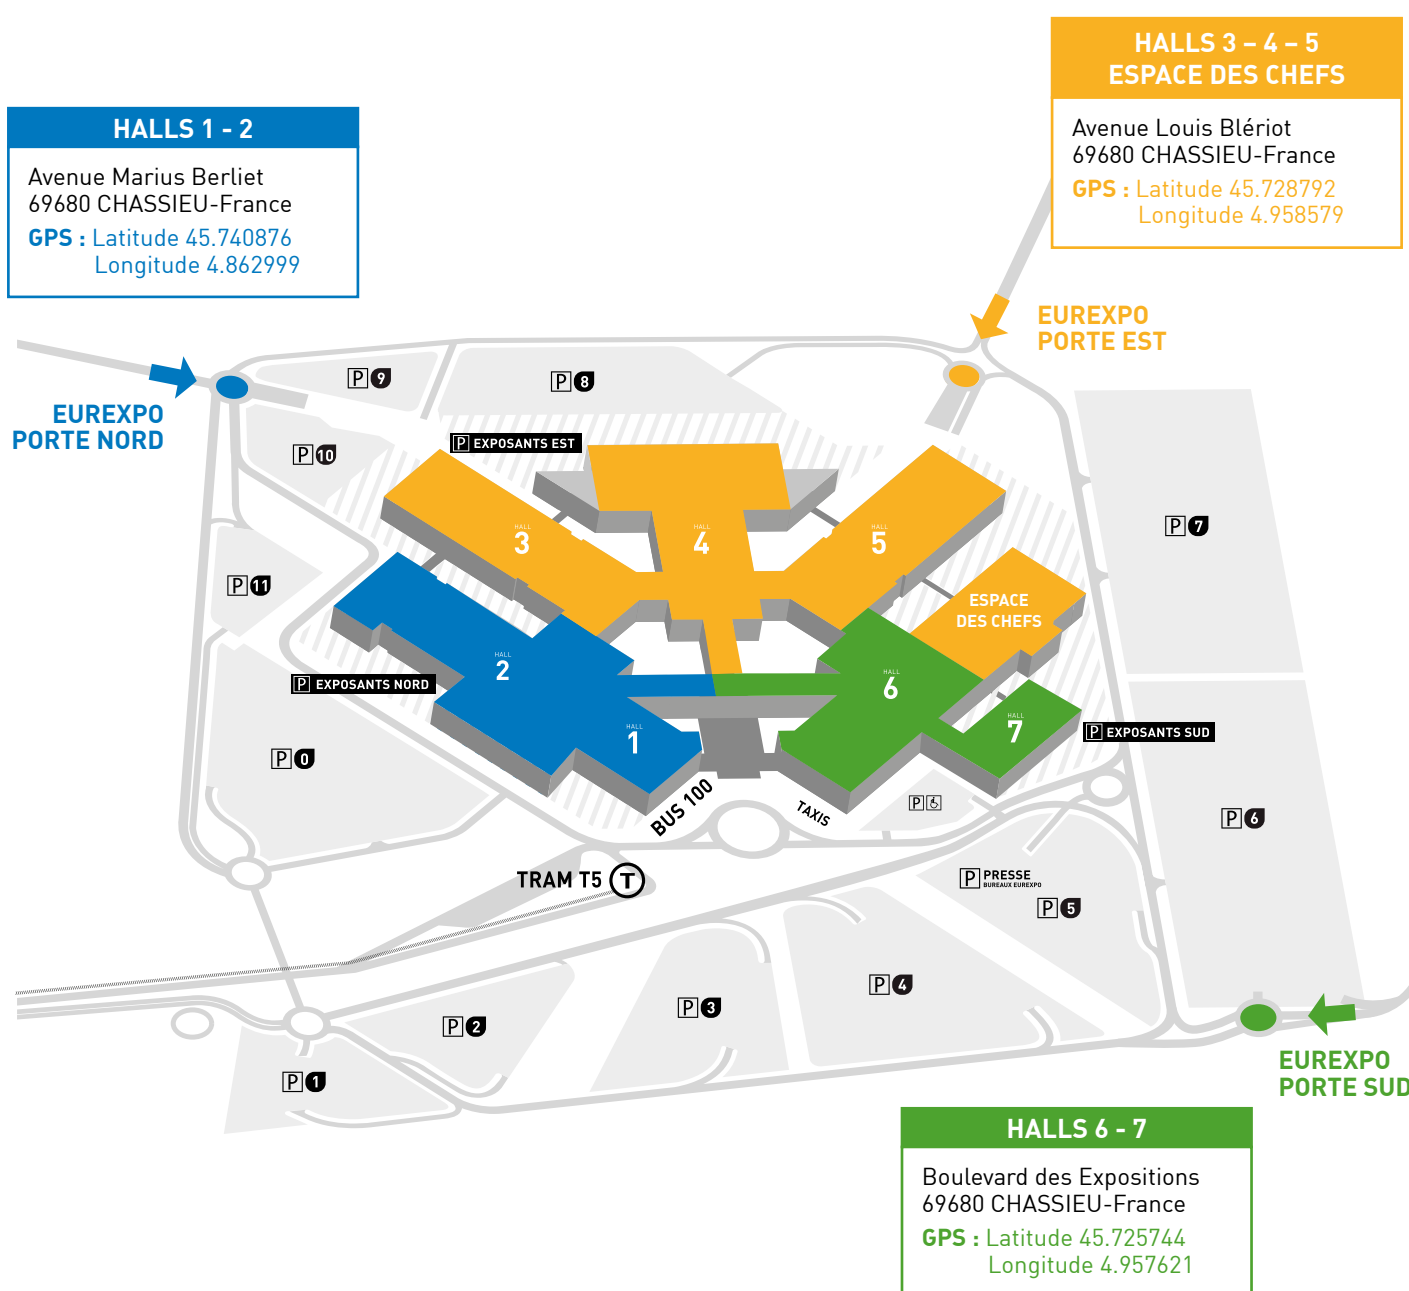 HALLS 3 – 4 – 5
ESPACE DES CHEFS
Avenue Louis Blériot
69680 CHASSIEU-France
GPS : Latitude 45.728792
Longitude 4.958579
HALLS 1 - 2
Avenue Marius Berliet
69680 CHASSIEU-France
GPS : Latitude 45.740876
Longitude 4.862999
EUREXPO
PORTE EST
EUREXPO
PORTE NORD
P 9
P 8
P EXPOSANTS EST
P 10
P 7
HALL
3
HALL
4
HALL
5
P 11
ESPACE
DES CHEFS
HALL
2
HALL
6
P EXPOSANTS NORD
HALL
1
HALL
7
P EXPOSANTS SUD
P 0
BUS 100
TAXIS
P
P 6
TRAM T5 T
P PRESSE
BUREAUX EUREXPO
P 5
P 4
P 3
P 2
P 1
EUREXPO
PORTE SUD
HALLS 6 - 7
Boulevard des Expositions
69680 CHASSIEU-France
GPS : Latitude 45.725744
Longitude 4.957621